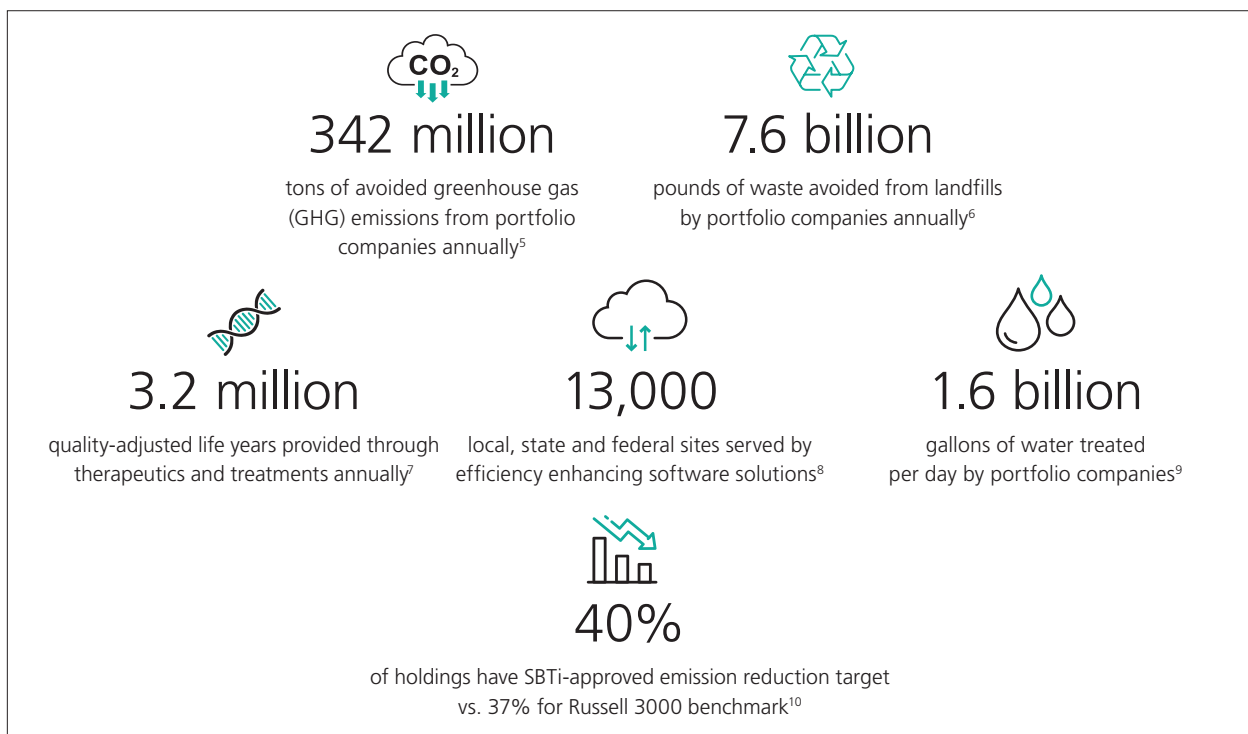 CO₂
342 million
tons of avoided greenhouse gas
(GHG) emissions from portfolio
companies annually⁵
7.6 billion
pounds of waste avoided from landfills
by portfolio companies annually⁶
3.2 million
quality-adjusted life years provided through
therapeutics and treatments annually⁷
13,000
local, state and federal sites served by
efficiency enhancing software solutions⁸
1.6 billion
gallons of water treated
per day by portfolio companies⁹
40%
of holdings have SBTi-approved emission reduction target
vs. 37% for Russell 3000 benchmark¹⁰